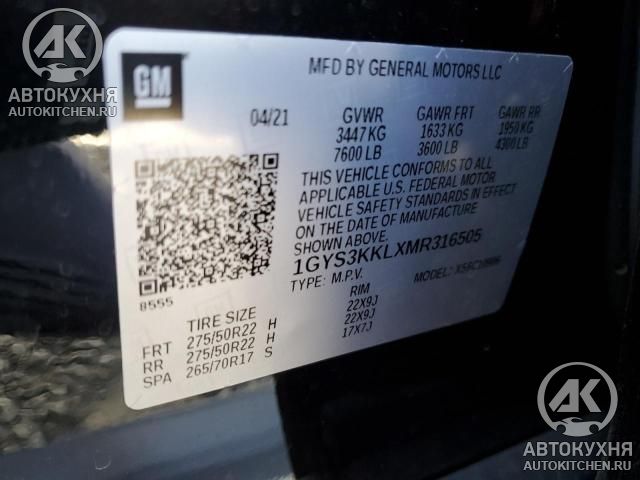 AK
АВТОКУХНЯ
AUTOKITCHEN.RU
GM
MFD BY GENERAL MOTORS LLC
04/21 GVWR GAWR FRT GAWR RR
3447 KG 1633 KG 1950 KG
7600 LB 3600 LB 4300 LB
THIS VEHICLE CONFORMS TO ALL
APPLICABLE U.S. FEDERAL MOTOR
VEHICLE SAFETY STANDARDS IN EFFECT
ON THE DATE OF MANUFACTURE
SHOWN ABOVE.
1GYS3KKLXMR316505
TYPE: M.P.V. MODEL:
8555
TIRE SIZE RIM
FRT 275/50R22 H 22X9J
RR 275/50R22 H 22X9J
SPA 265/70R17 S 17X7J
AK
АВТОКУХНЯ
AUTOKITCHEN.RU